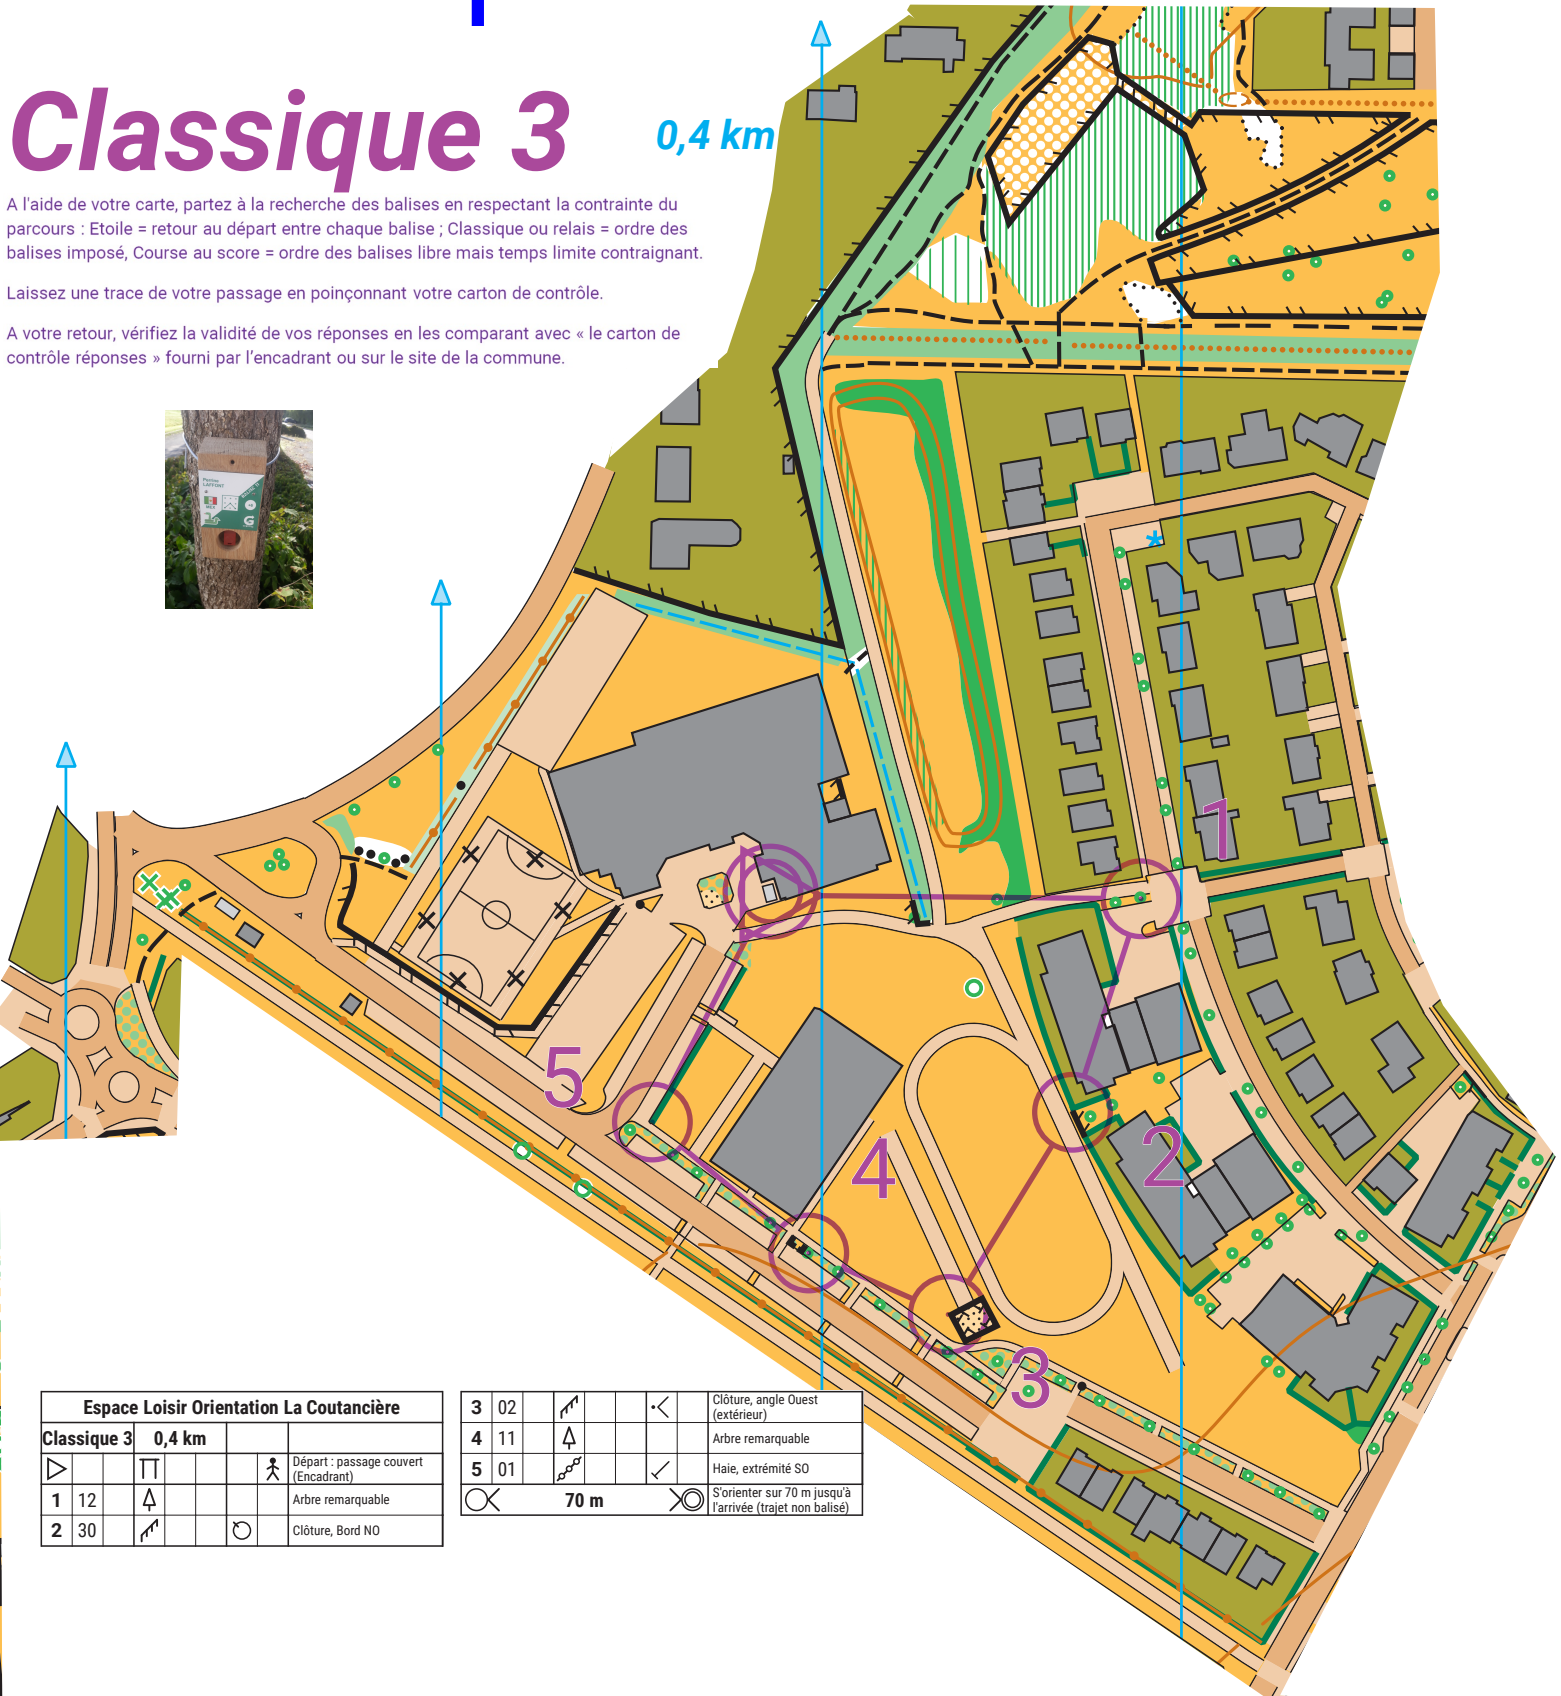 Classique 3
0,4 km
A l'aide de votre carte, partez à la recherche des balises en respectant la contrainte du
parcours : Etoile = retour au départ entre chaque balise ; Classique ou relais = ordre des
balises imposé, Course au score = ordre des balises libre mais temps limite contraignant.
Laissez une trace de votre passage en poinçonnant votre carton de contrôle.
A votre retour, vérifiez la validité de vos réponses en les comparant avec « le carton de
contrôle réponses » fourni par l'encadrant ou sur le site de la commune.
1
5
2
4
3
Espace Loisir Orientation La Coutancière
Classique 3 0,4 km
Départ : passage couvert
(Encadrant)
1 12 Arbre remarquable
2 30 Clôture, Bord NO
3 02 Clôture, angle Ouest
(extérieur)
4 11 Arbre remarquable
5 01 Haie, extrémité SO
70 m S'orienter sur 70 m jusqu'à
l'arrivée (trajet non balisé)